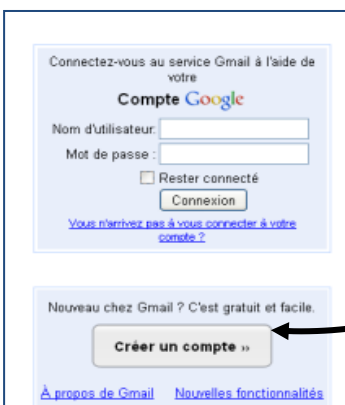 Connectez-vous au service Gmail à l'aide de
votre
Compte Google
Nom d'utilisateur:
Mot de passe :
Rester connecté
Connexion
Vous n'arrivez pas à vous connecter à votre
compte ?
Nouveau chez Gmail ? C'est gratuit et facile.
Créer un compte »
À propos de Gmail Nouvelles fonctionnalités